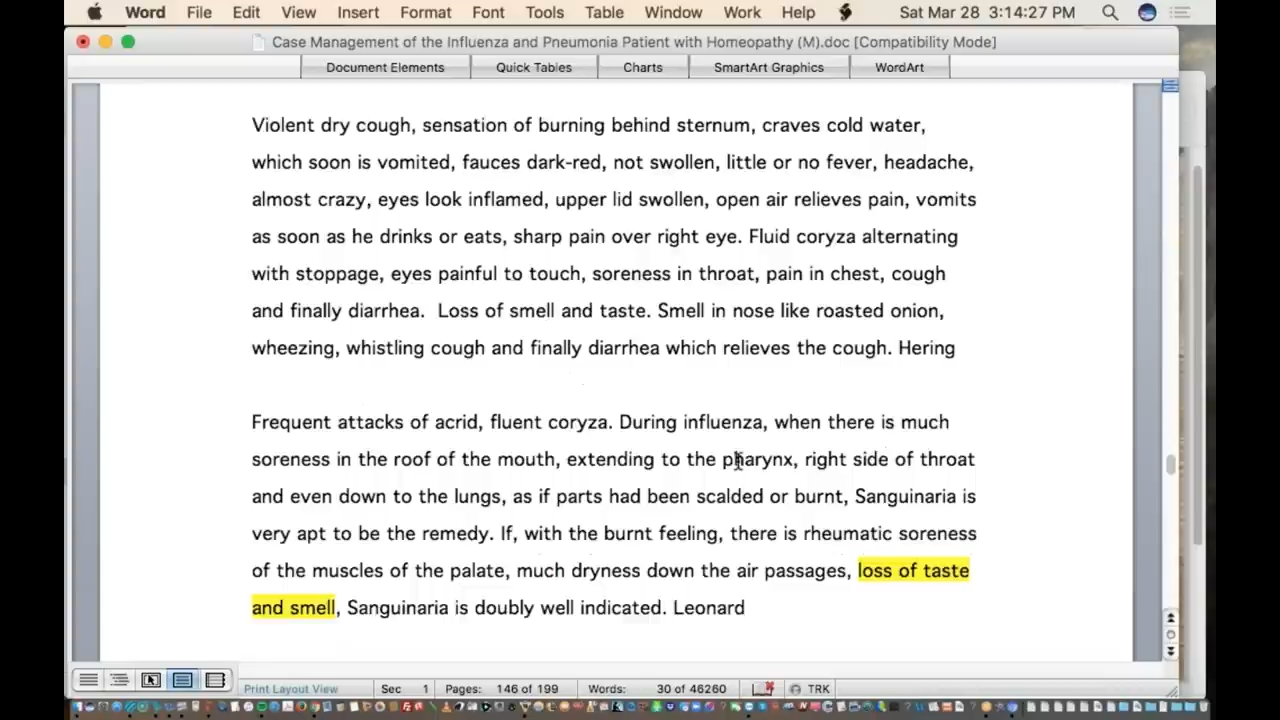 Word File Edit View Insert Format Font Tools Table Window Work Help Sat Mar 28 3:14:27 PM
Case Management of the Influenza and Pneumonia Patient with Homeopathy (M).doc [Compatibility Mode]
Document Elements Quick Tables Charts SmartArt Graphics WordArt
Violent dry cough, sensation of burning behind sternum, craves cold water,
which soon is vomited, fauces dark-red, not swollen, little or no fever, headache,
almost crazy, eyes look inflamed, upper lid swollen, open air relieves pain, vomits
as soon as he drinks or eats, sharp pain over right eye. Fluid coryza alternating
with stoppage, eyes painful to touch, soreness in throat, pain in chest, cough
and finally diarrhea.  Loss of smell and taste. Smell in nose like roasted onion,
wheezing, whistling cough and finally diarrhea which relieves the cough. Hering
Frequent attacks of acrid, fluent coryza. During influenza, when there is much
soreness in the roof of the mouth, extending to the pharynx, right side of throat
and even down to the lungs, as if parts had been scalded or burnt, Sanguinaria is
very apt to be the remedy. If, with the burnt feeling, there is rheumatic soreness
of the muscles of the palate, much dryness down the air passages, loss of taste
and smell, Sanguinaria is doubly well indicated. Leonard
Print Layout View Sec 1 Pages: 146 of 199 Words: 30 of 46260 TRK